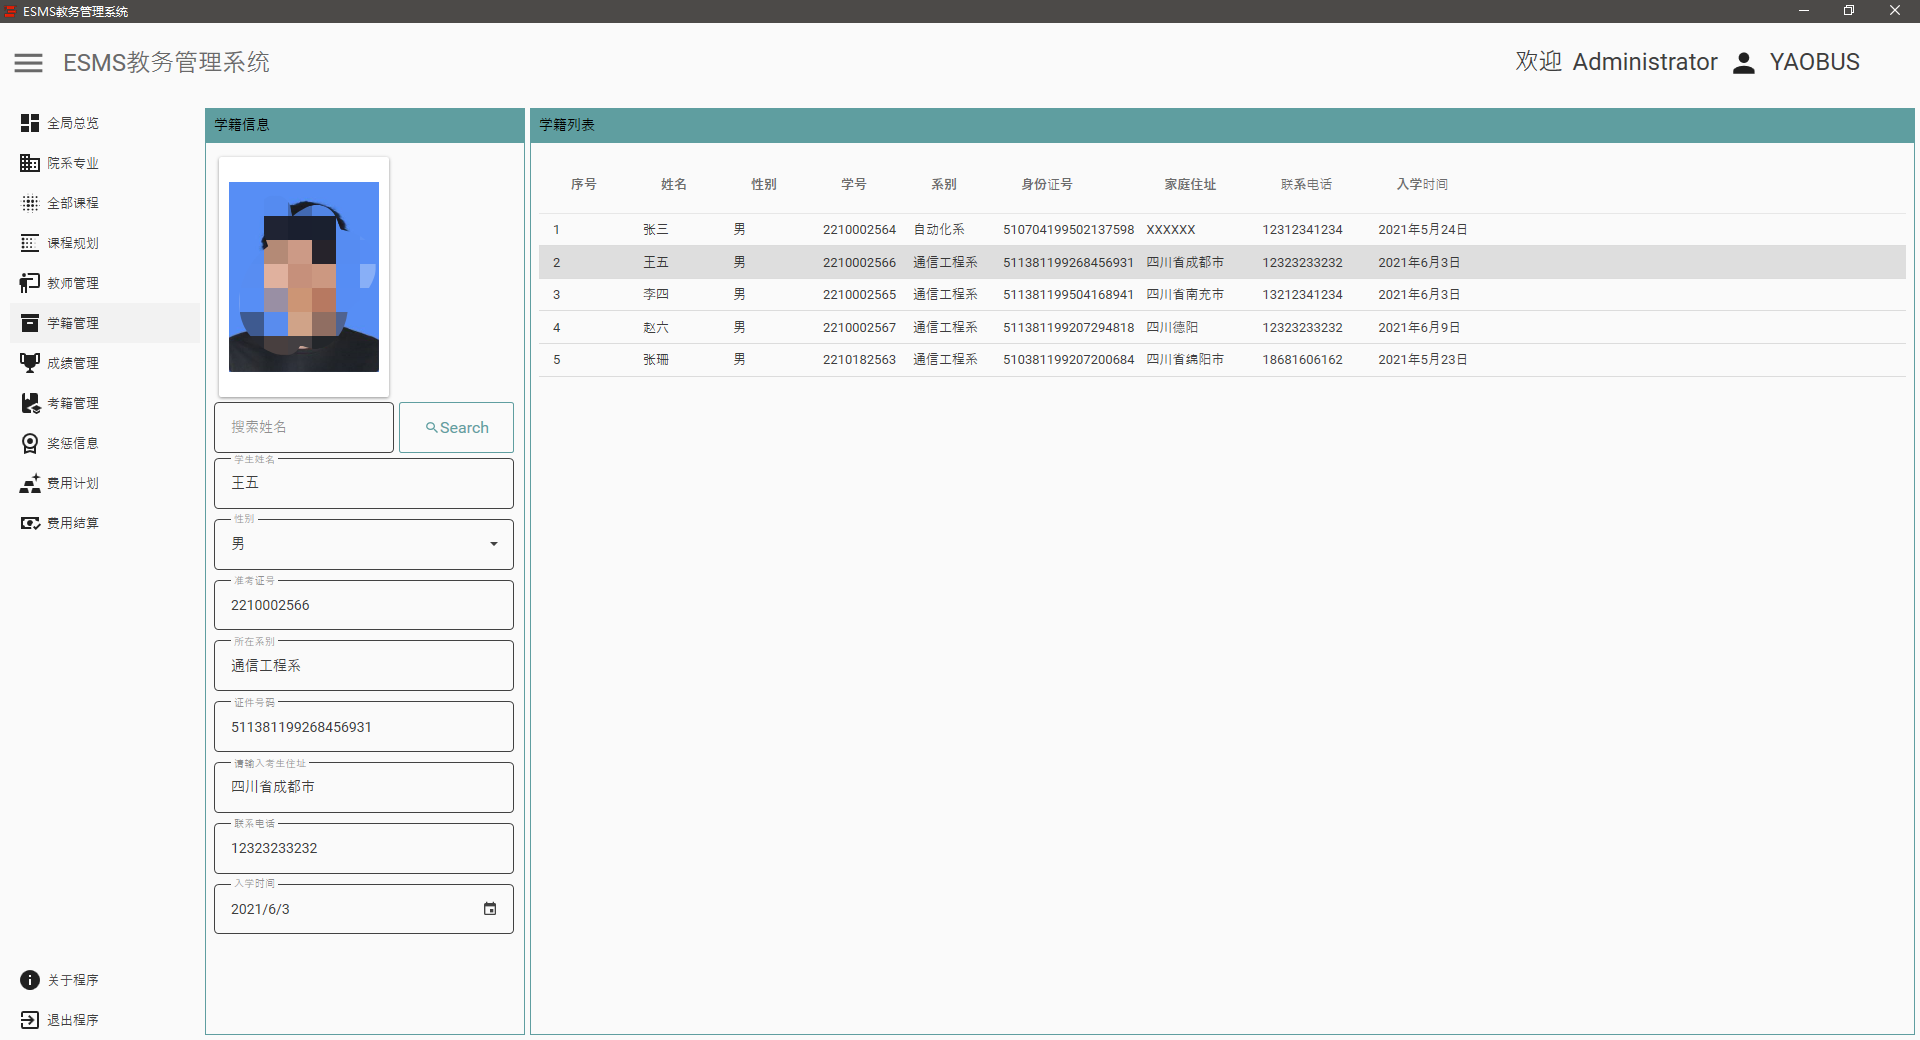 ESMS教务管理系统
ESMS教务管理系统
欢迎 Administrator YAOBUS
全局总览
院系专业
全部课程
课程规划
教师管理
学籍管理
成绩管理
考籍管理
奖惩信息
费用计划
费用结算
关于程序
退出程序
学籍信息
搜索姓名
Search
学生姓名
王五
性别
男
准考证号
2210002566
所在系别
通信工程系
证件号码
511381199268456931
请输入考生住址
四川省成都市
联系电话
12323233232
入学时间
2021/6/3
学籍列表
序号 姓名 性别 学号 系别 身份证号 家庭住址 联系电话 入学时间
1 张三 男 2210002564 自动化系 510704199502137598 XXXXXX 12312341234 2021年5月24日
2 王五 男 2210002566 通信工程系 511381199268456931 四川省成都市 12323233232 2021年6月3日
3 李四 男 2210002565 通信工程系 511381199504168941 四川省南充市 13212341234 2021年6月3日
4 赵六 男 2210002567 通信工程系 511381199207294818 四川德阳 12323233232 2021年6月9日
5 张珊 男 2210182563 通信工程系 510381199207200684 四川省绵阳市 18681606162 2021年5月23日